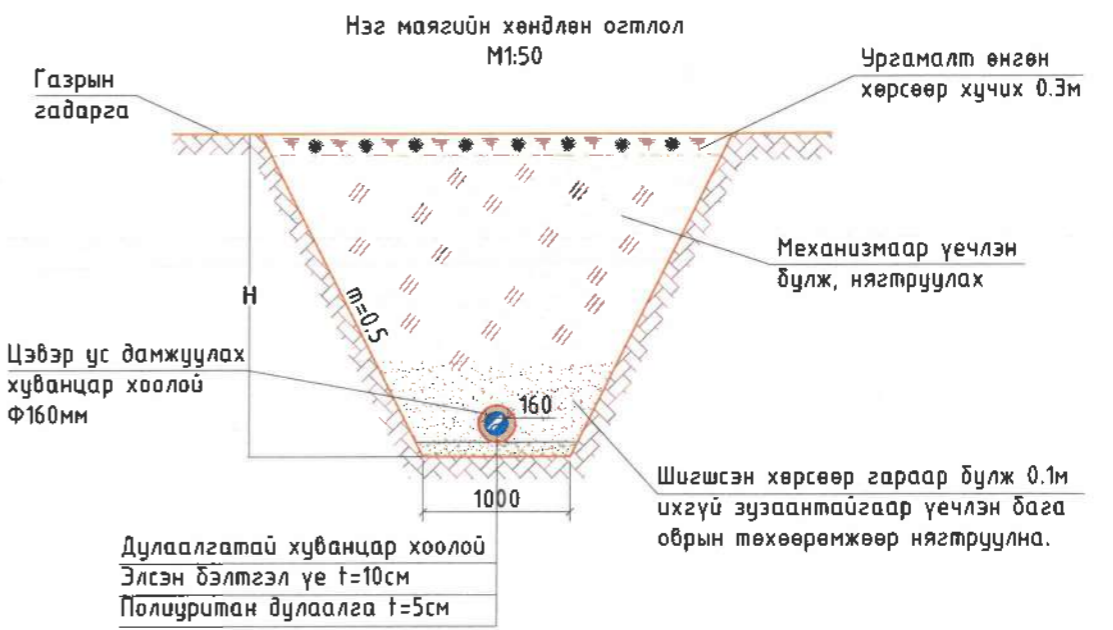 Нэг маягийн хөндлөн огтлол
М1:50
Газрын
гадарга
Ургамалт өнгөн
хөрсөөр хучих 0.3м
Механизмаар үечлэн
булж, нягтруулах
H
m=0.5
Цэвэр ус дамжуулах
хуванцар хоолой
Ф160мм
160
Шигшсэн хөрсөөр гараар булж 0.1м
ихгүй зузаантайгаар үечлэн бага
оврын төхөөрөмжөөр нягтруулна.
1000
Дулаалгатай хуванцар хоолой
Элсэн бэлтгэл үе t=10см
Полиуритан дулаалга t=5см